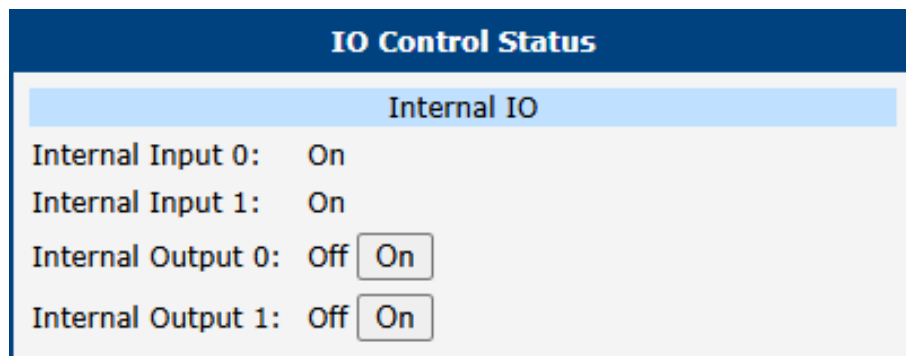 IO Control Status
Internal IO
Internal Input 0: On
Internal Input 1: On
Internal Output 0: Off On
Internal Output 1: Off On